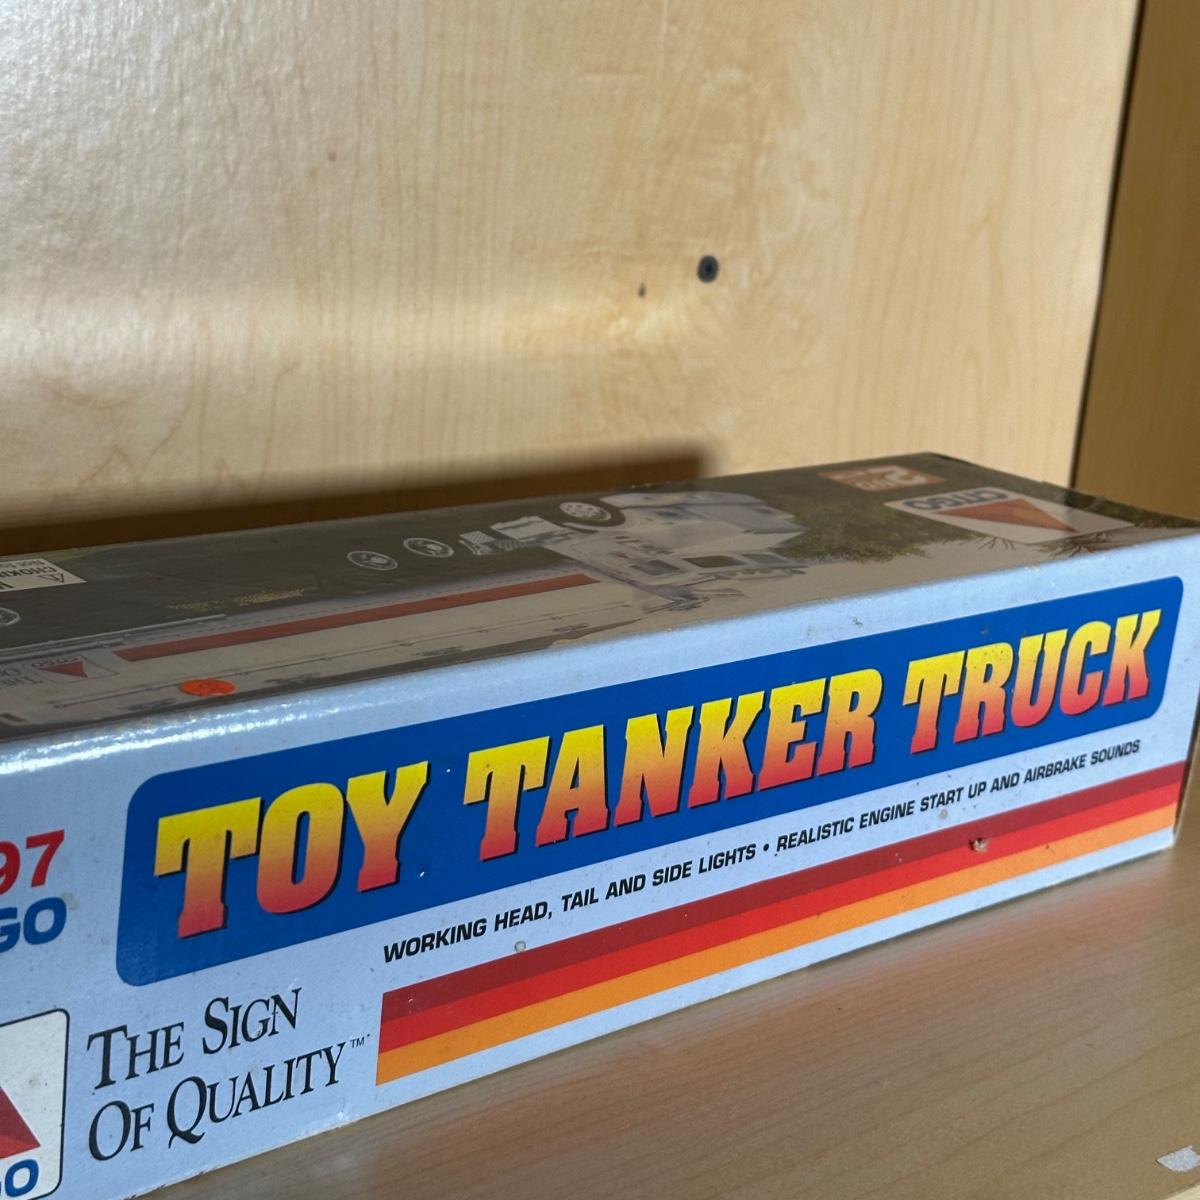 CITGO
TOY TANKER TRUCK
WORKING HEAD, TAIL AND SIDE LIGHTS • REALISTIC ENGINE START UP AND AIRBRAKE SOUNDS
97
GO
THE SIGN
OF QUALITY™
GO